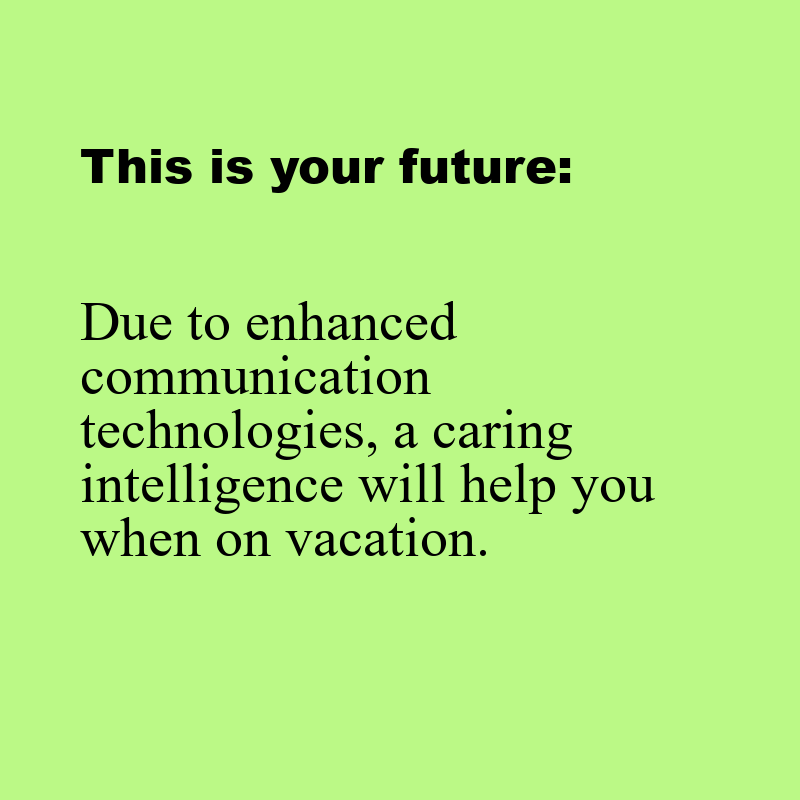 This is your future:
Due to enhanced
communication
technologies, a caring
intelligence will help you
when on vacation.